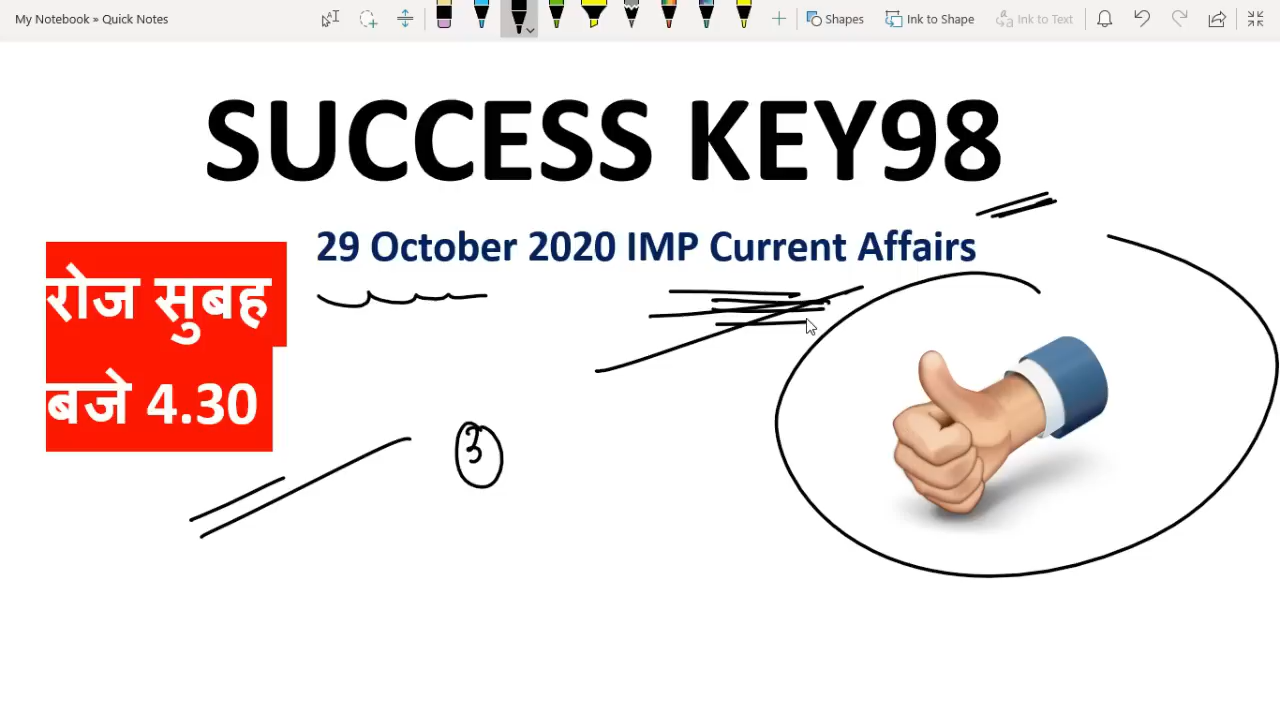 My Notebook » Quick Notes
Shapes
Ink to Shape
Ink to Text
SUCCESS KEY98
29 October 2020 IMP Current Affairs
रोज सुबह
बजे 4.30
3